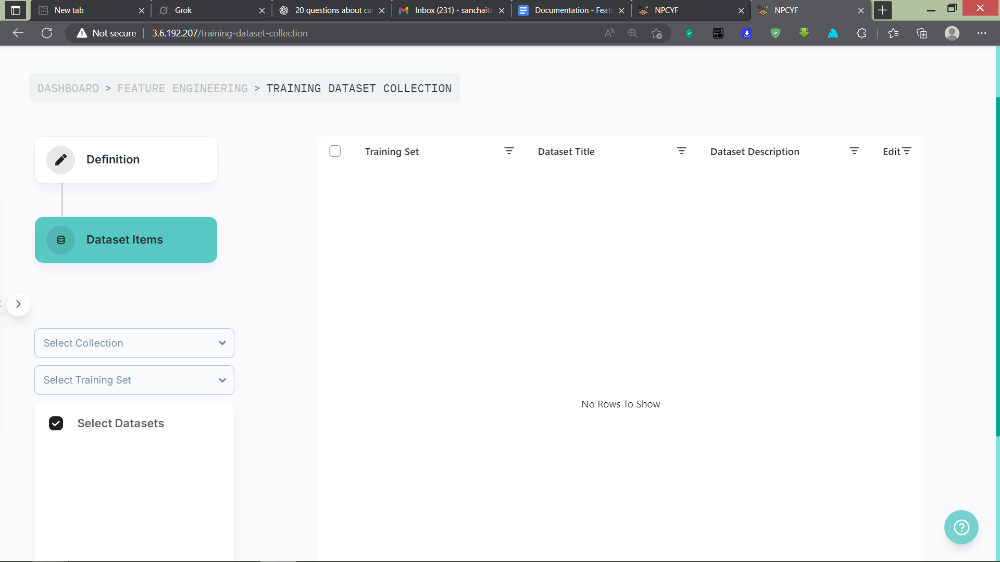 New tab
Grok
20 questions about ca
Inbox (231) - sanchaita
Documentation - Feat
NPCYF
NPCYF
Not secure
3.6.192.207/training-dataset-collection
DASHBOARD > FEATURE ENGINEERING > TRAINING DATASET COLLECTION
Definition
Dataset Items
Select Collection
Select Training Set
Select Datasets
Training Set
Dataset Title
Dataset Description
Edit
No Rows To Show